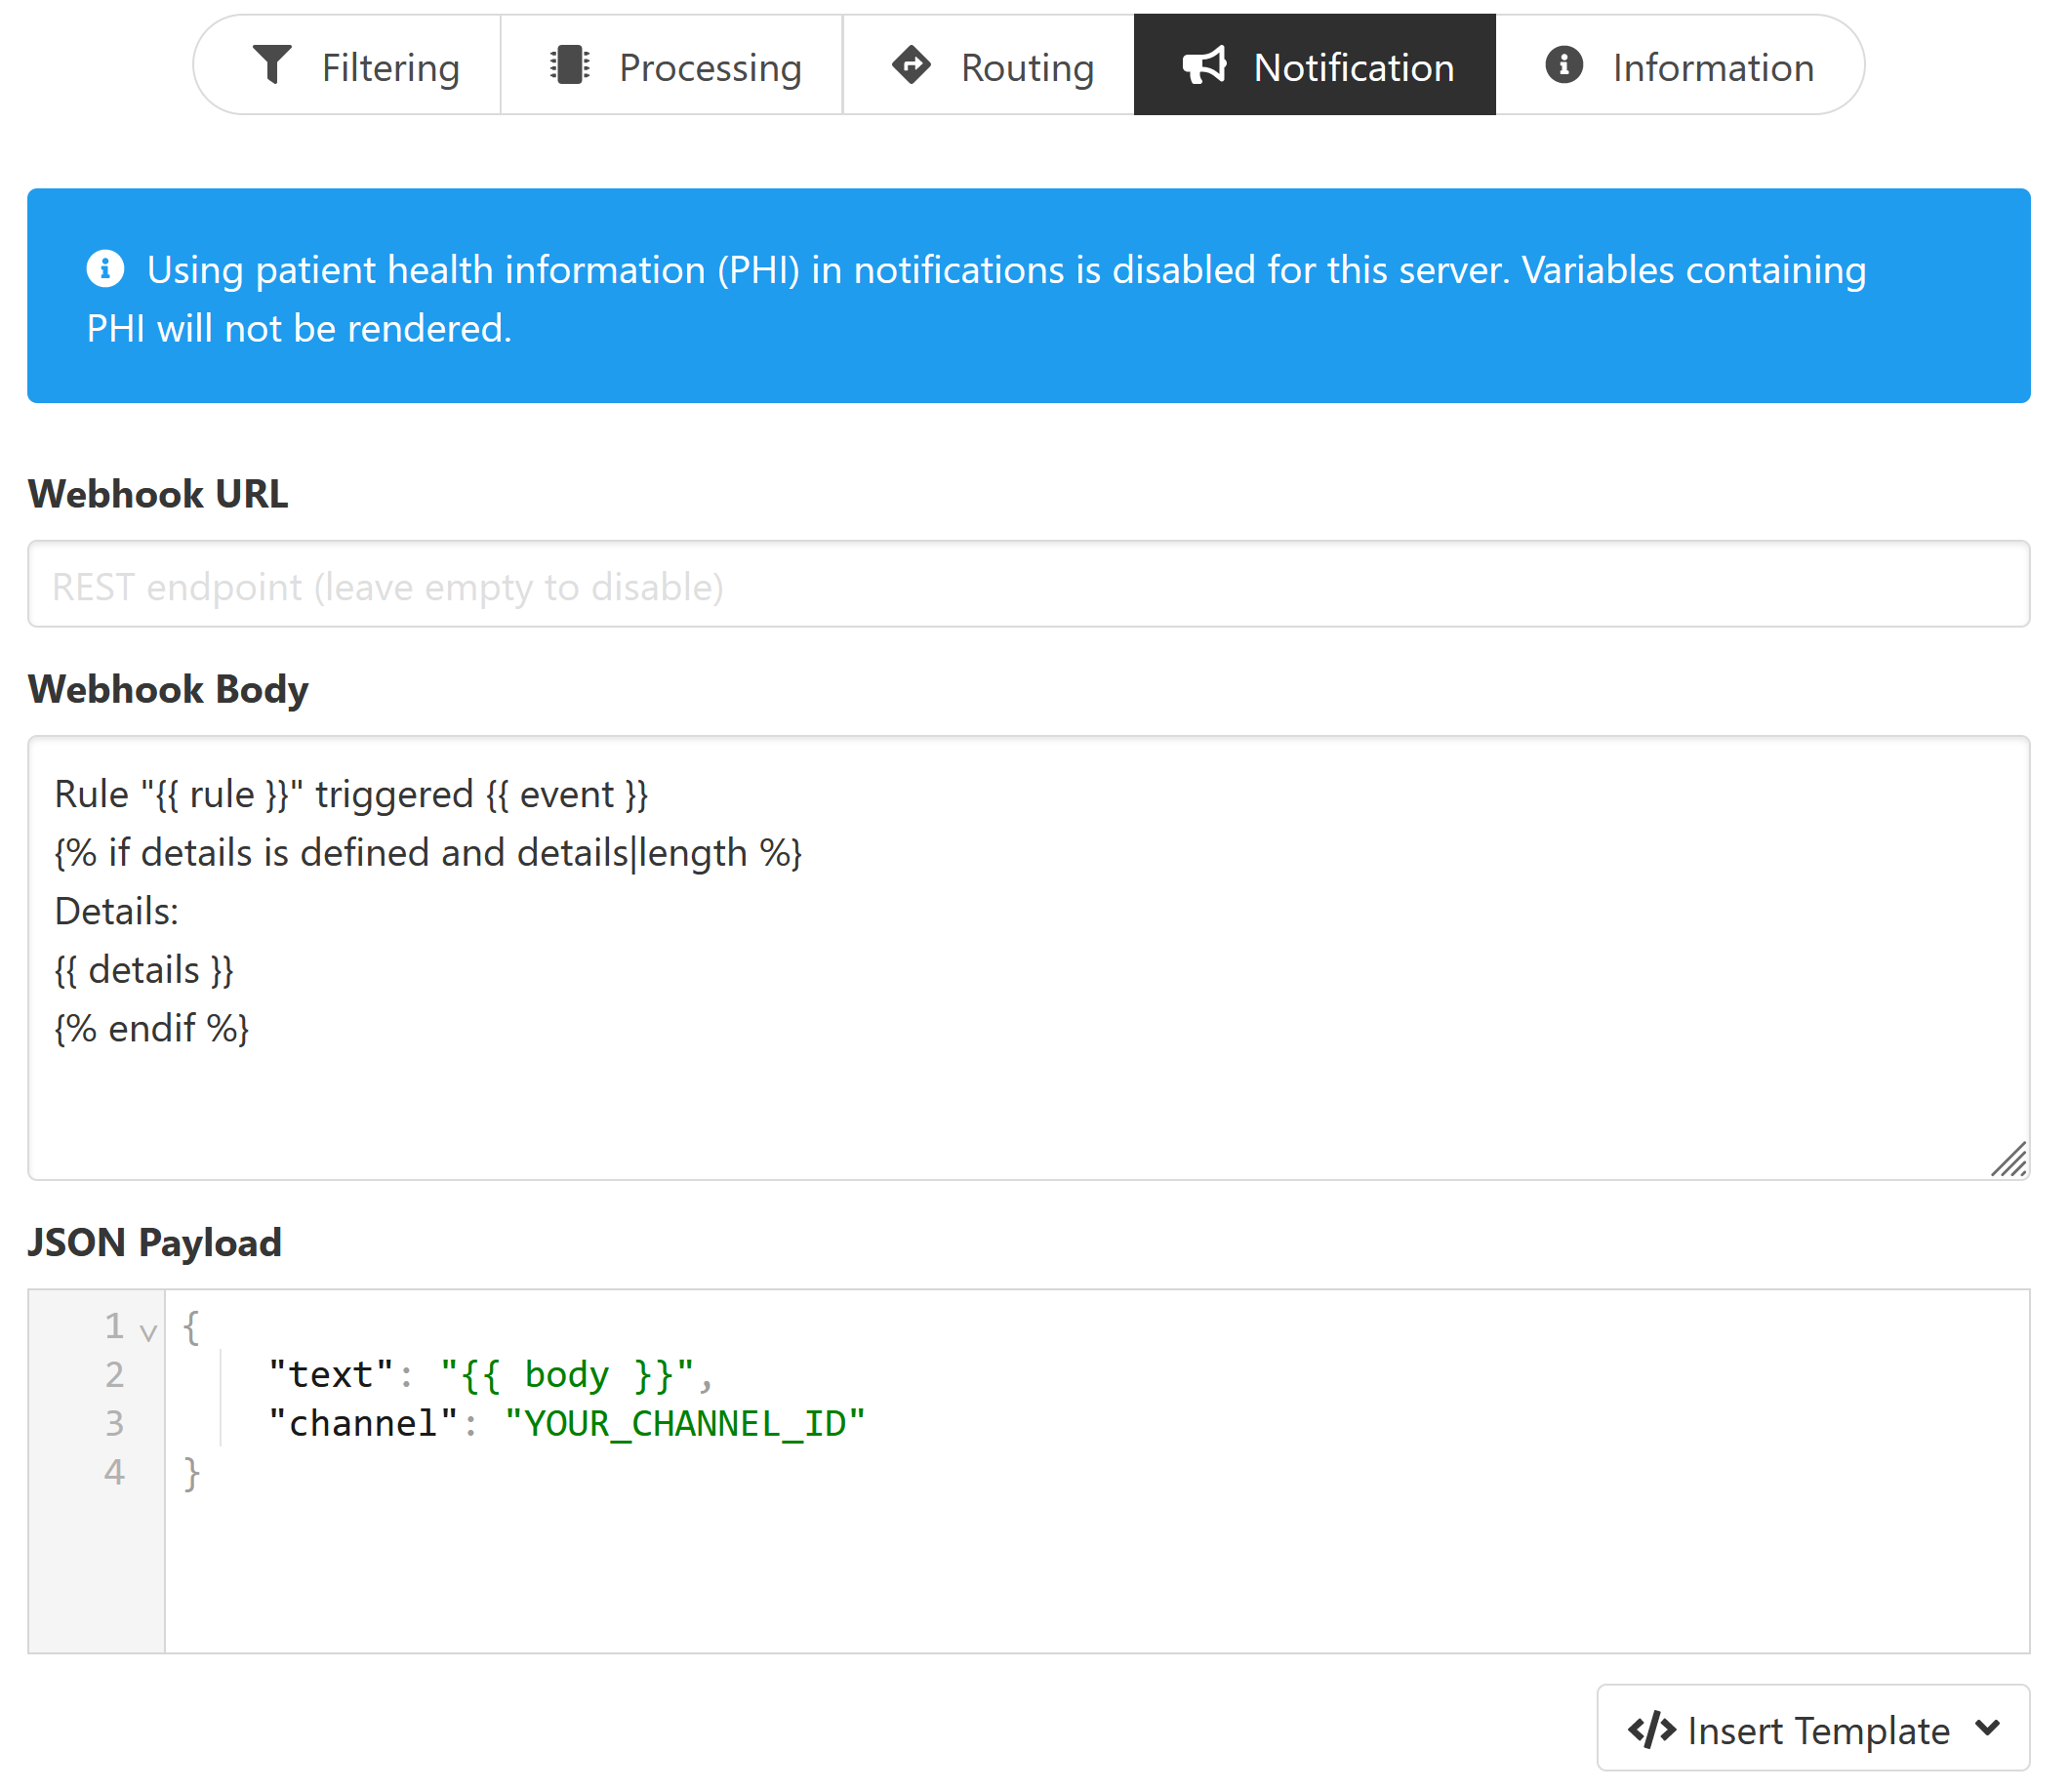 Filtering Processing Routing Notification Information
Using patient health information (PHI) in notifications is disabled for this server. Variables containing
PHI will not be rendered.
Webhook URL
REST endpoint (leave empty to disable)
Webhook Body
Rule "{{ rule }}" triggered {{ event }}
{% if details is defined and details|length %}
Details:
{{ details }}
{% endif %}
JSON Payload
1 {
2 "text": "{{ body }}",
3 "channel": "YOUR_CHANNEL_ID"
4 }
</> Insert Template